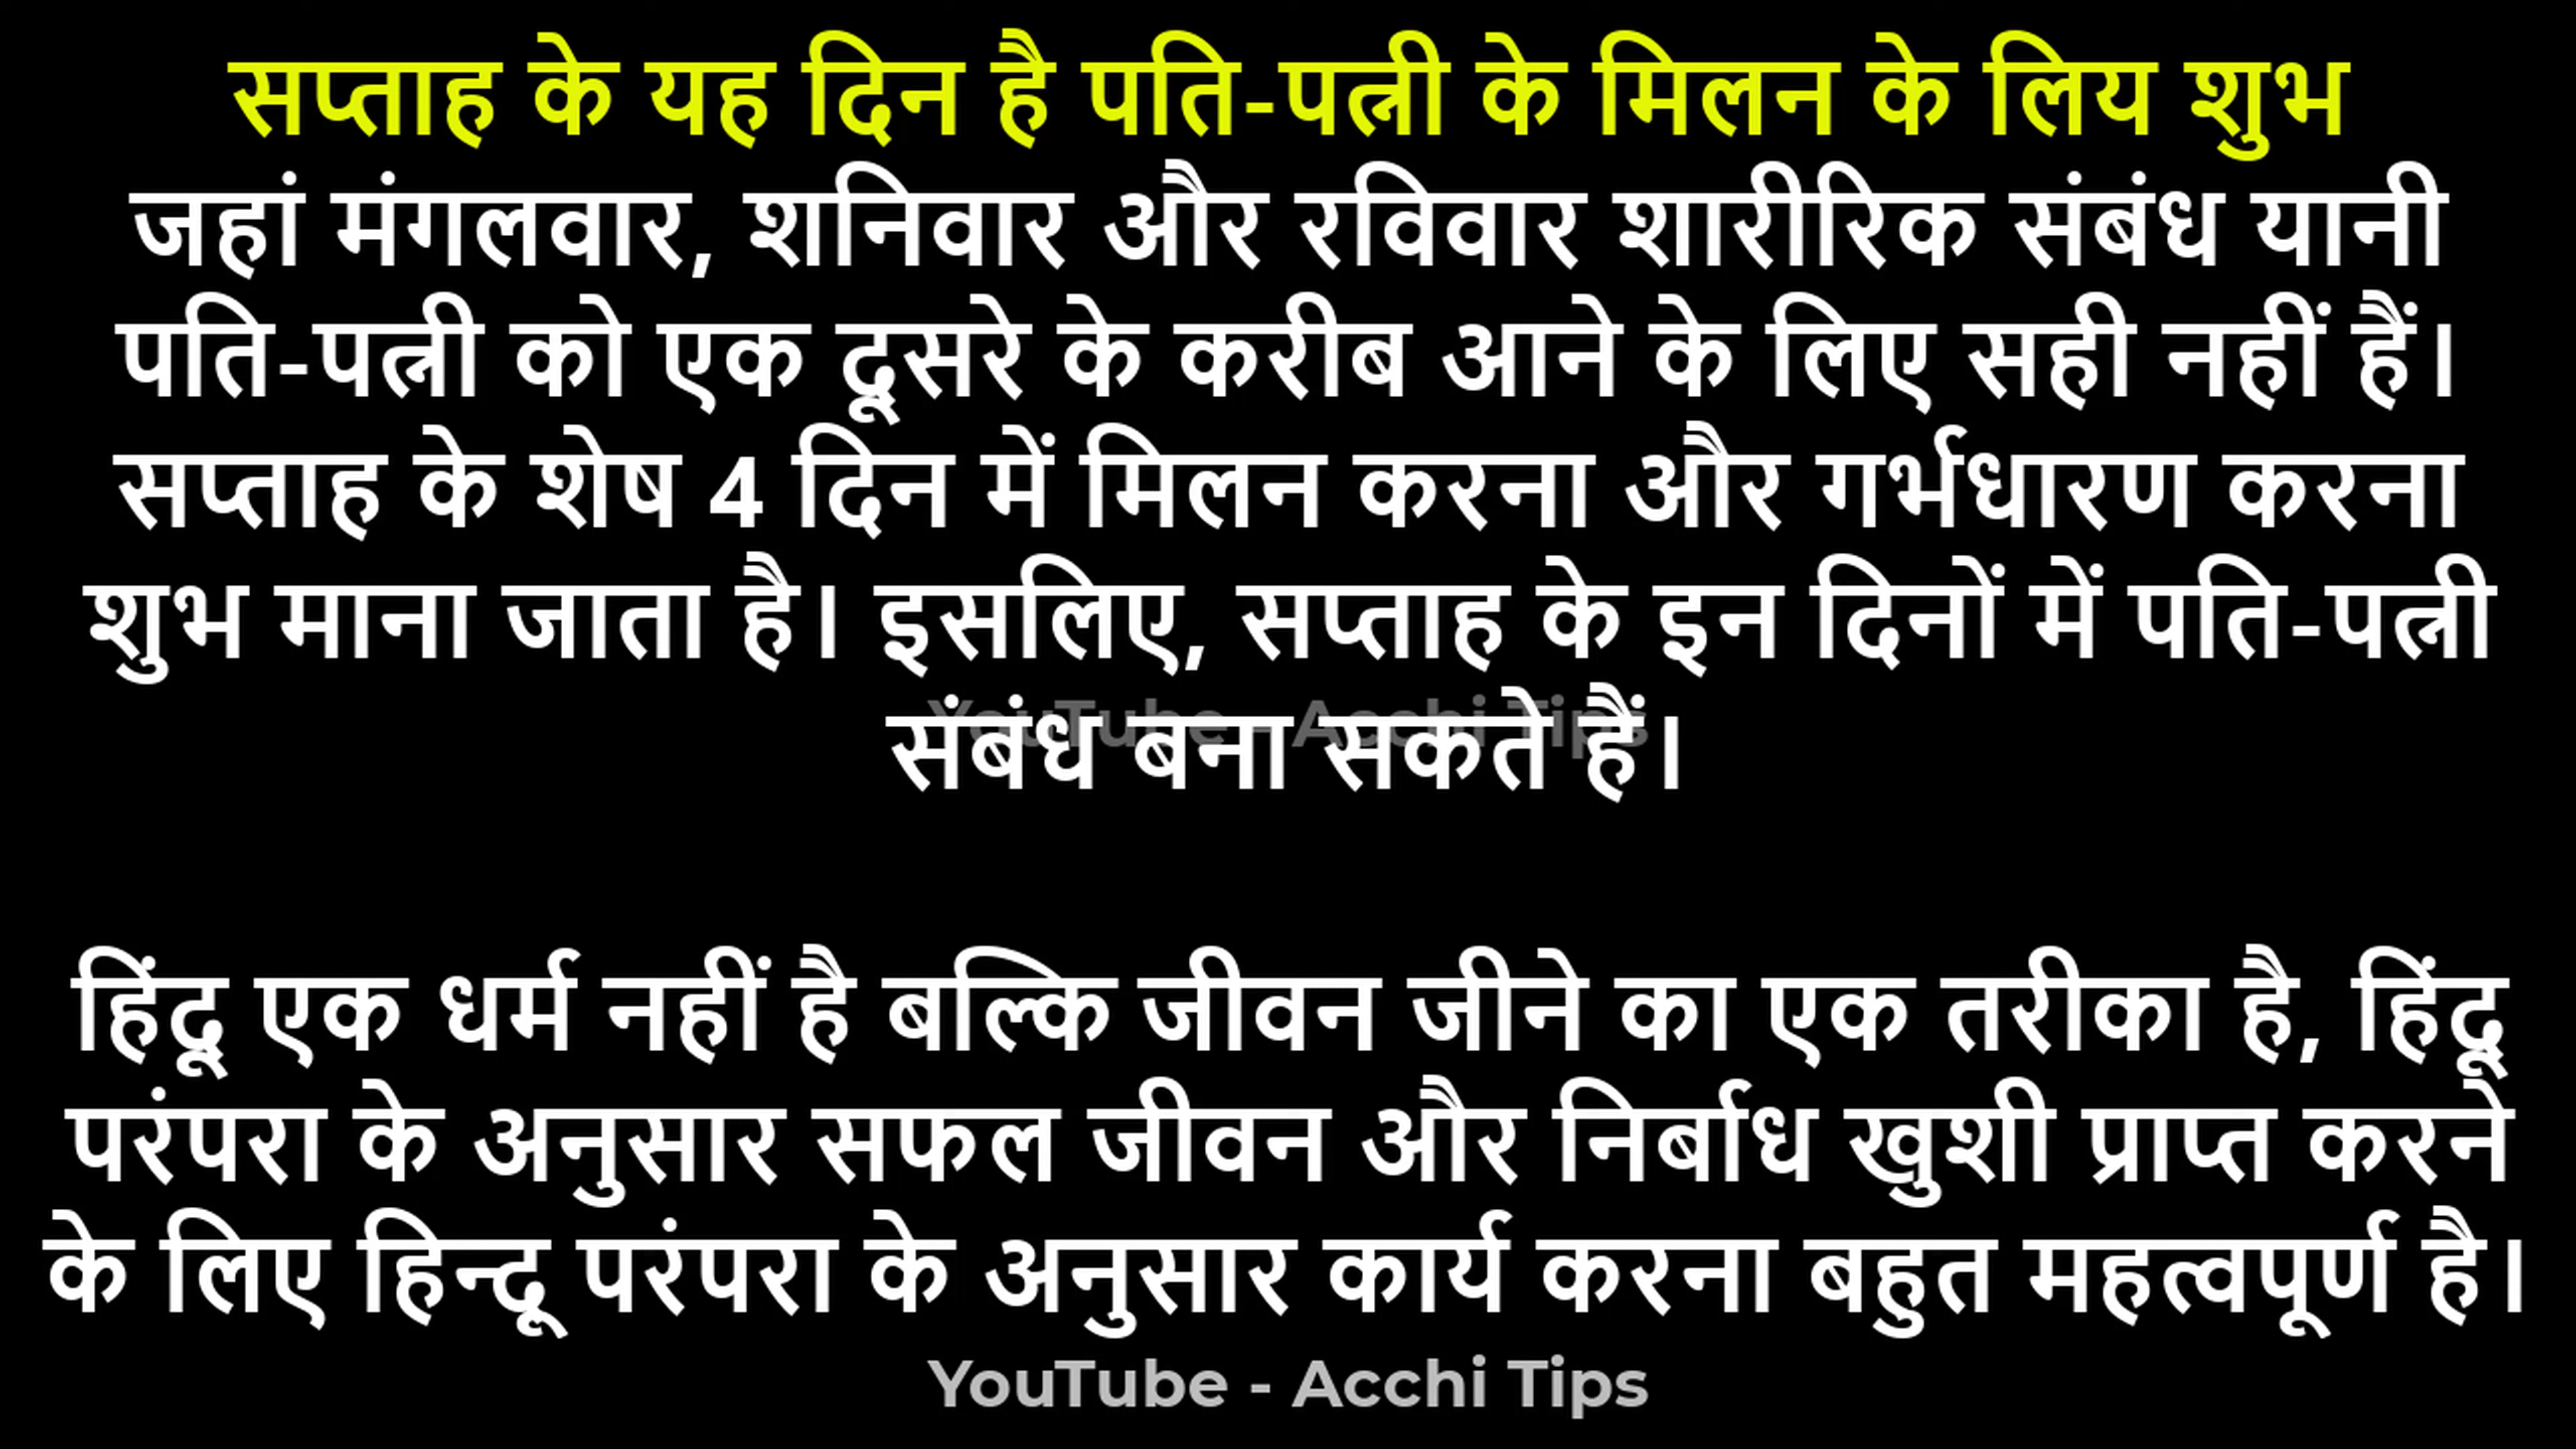 सप्ताह के यह दिन है पति-पत्नी के मिलन के लिय शुभ
जहां मंगलवार, शनिवार और रविवार शारीरिक संबंध यानी
पति-पत्नी को एक दूसरे के करीब आने के लिए सही नहीं हैं।
सप्ताह के शेष 4 दिन में मिलन करना और गर्भधारण करना
शुभ माना जाता है। इसलिए, सप्ताह के इन दिनों में पति-पत्नी
संबंध बना सकते हैं।
YouTube - Acchi Tips
हिंदू एक धर्म नहीं है बल्कि जीवन जीने का एक तरीका है, हिंदू
परंपरा के अनुसार सफल जीवन और निर्बाध खुशी प्राप्त करने
के लिए हिन्दू परंपरा के अनुसार कार्य करना बहुत महत्वपूर्ण है।
YouTube - Acchi Tips